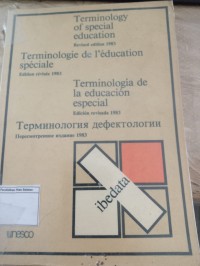 Terminology
of special
education
Revised edition 1983
Terminologie de l'éducation
spéciale
Édition révisée 1983
Terminología de
la educación
especial
Edición revisada 1983
Терминология дефектологии
Пересмотренное издание 1983
ibedata
unesco